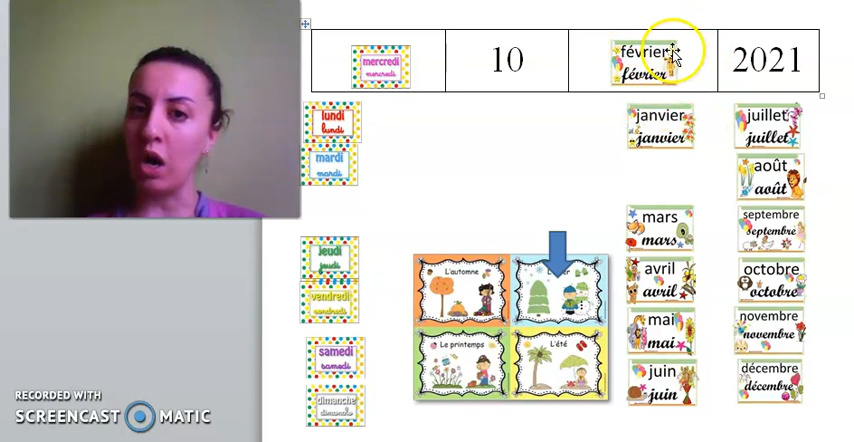 mercredi
mercredi
10
février
février
2021
lundi
lundi
mardi
mardi
jeudi
jeudi
vendredi
vendredi
samedi
samedi
dimanche
dimanche
L'automne
Le printemps
L'été
janvier
janvier
mars
mars
avril
avril
mai
mai
juin
juin
juillet
juillet
août
août
septembre
septembre
octobre
octobre
novembre
novembre
décembre
décembre
RECORDED WITH
SCREENCAST MATIC